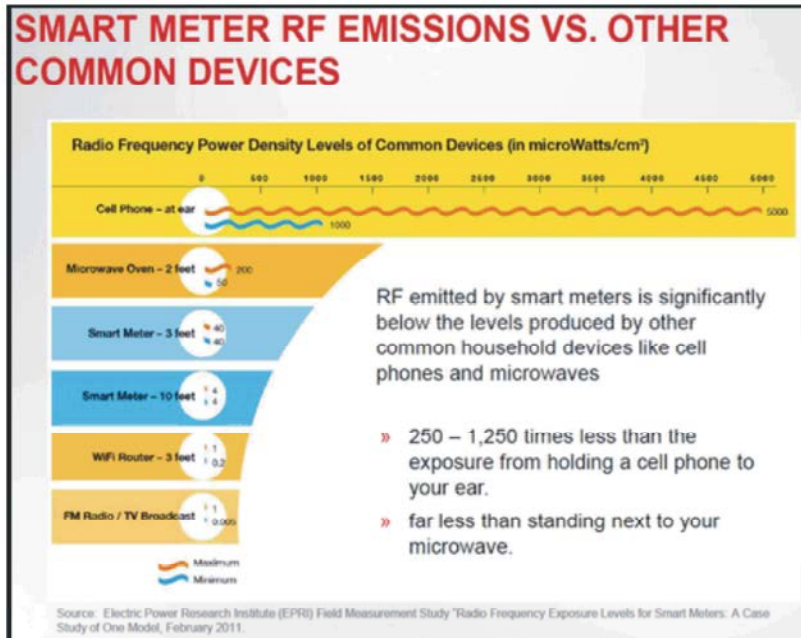 SMART METER RF EMISSIONS VS. OTHER
COMMON DEVICES
Radio Frequency Power Density Levels of Common Devices (in microWatts/cm²)
0 500 1000 1500 2000 2500 3000 3500 4000 4500 5000
Cell Phone – at ear
5000
1000
Microwave Oven – 2 feet
200
50
Smart Meter – 3 feet
40
40
Smart Meter – 10 feet
4
4
WiFi Router – 3 feet
1
0.2
FM Radio / TV Broadcast
1
0.005
Maximum
Minimum
RF emitted by smart meters is significantly
below the levels produced by other
common household devices like cell
phones and microwaves
» 250 – 1,250 times less than the
exposure from holding a cell phone to
your ear.
» far less than standing next to your
microwave.
Source: Electric Power Research Institute (EPRI) Field Measurement Study "Radio Frequency Exposure Levels for Smart Meters: A Case
Study of One Model, February 2011.